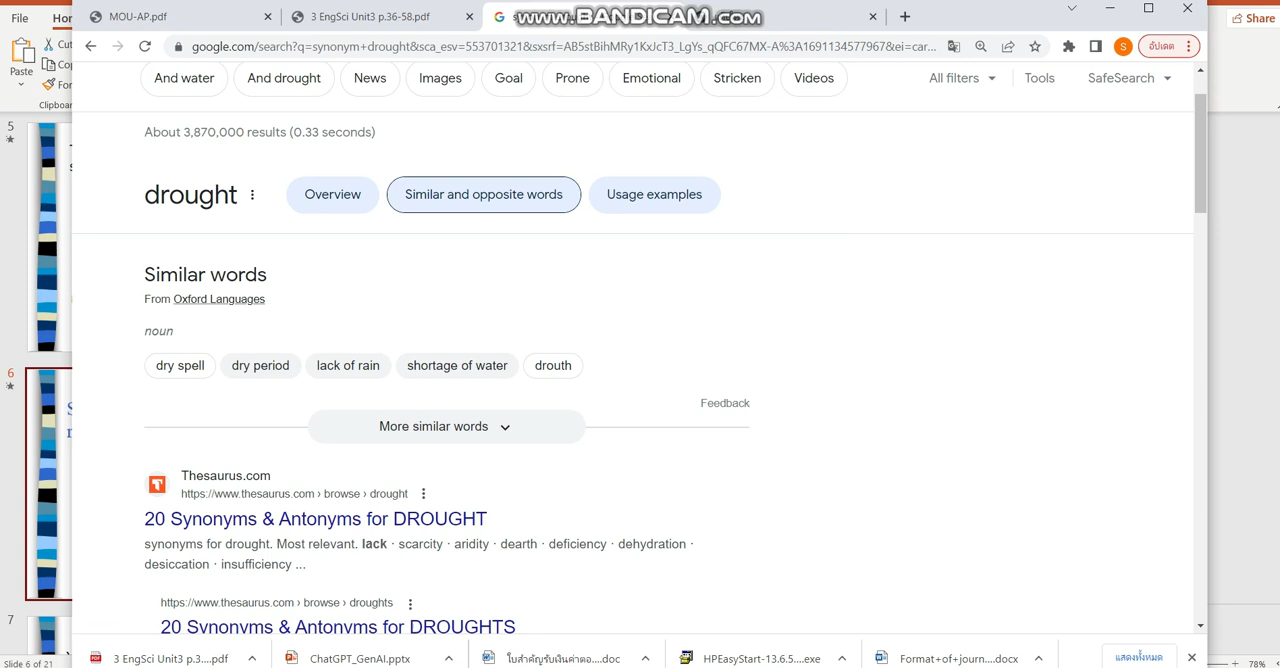 File
Ho
MOU-AP.pdf
3 EngSci Unit3 p.36-58.pdf
www.BANDICAM.com
Share
google.com/search?q=synonym+drought&sca_esv=553701321&sxsrf=AB5stBihMRy1KxJcT3_LgYs_qQFC67MX-A%3A1691134577967&ei=car...
S
อัปเดต
Cut
Paste
Cop
For
Clipboar
And water
And drought
News
Images
Goal
Prone
Emotional
Stricken
Videos
All filters
Tools
SafeSearch
5
About 3,870,000 results (0.33 seconds)
drought
Overview
Similar and opposite words
Usage examples
Similar words
From Oxford Languages
noun
dry spell
dry period
lack of rain
shortage of water
drouth
6
Feedback
More similar words
Thesaurus.com
https://www.thesaurus.com › browse › drought
20 Synonyms & Antonyms for DROUGHT
synonyms for drought. Most relevant. lack · scarcity · aridity · dearth · deficiency · dehydration ·
desiccation · insufficiency ...
https://www.thesaurus.com › browse › droughts
20 Synonyms & Antonyms for DROUGHTS
7
3 EngSci Unit3 p.3....pdf
ChatGPT_GenAI.pptx
ใบสำคัญรับเงินค่าตอ....doc
HPEasyStart-13.6.5....exe
Format+of+journ....docx
แสดงทั้งหมด
Slide 6 of 21
78%